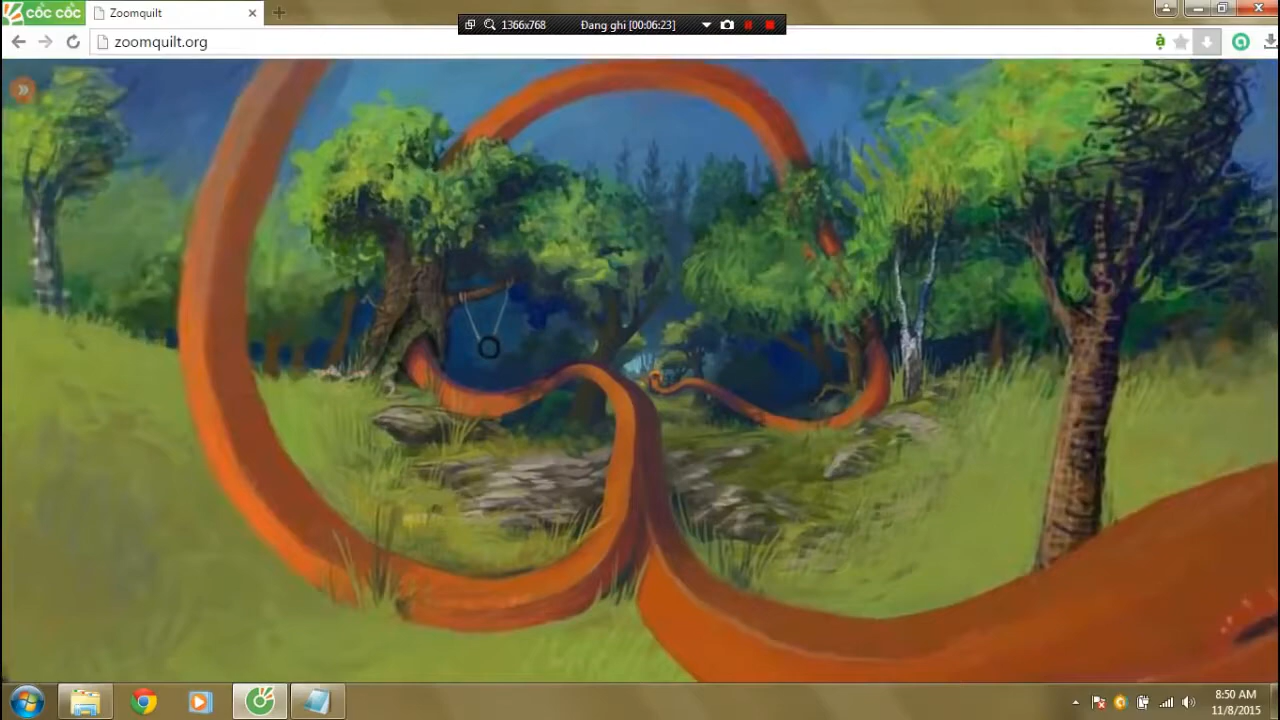 cốc cốc
Zoomquilt
1366x768
Đang ghi [00:06:23]
zoomquilt.org
8:50 AM
11/8/2015